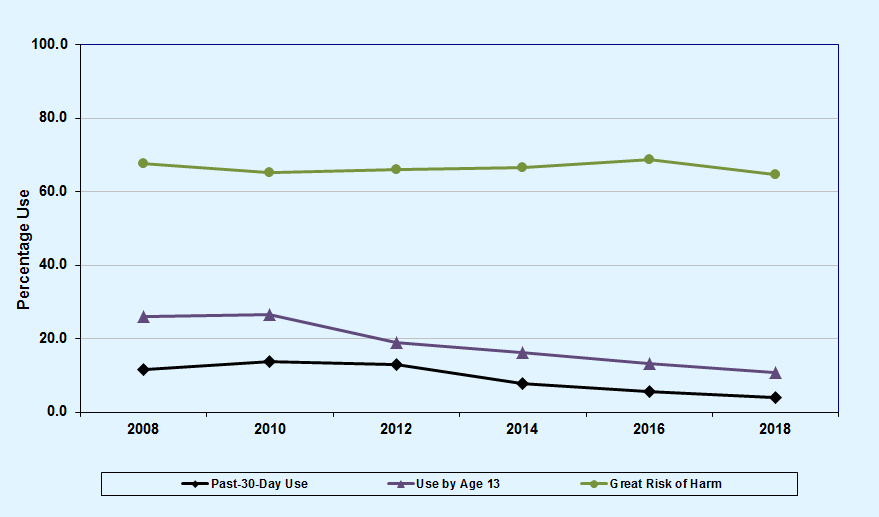 100.0
80.0
60.0
40.0
20.0
0.0
Percentage Use
2008 2010 2012 2014 2016 2018
Past-30-Day Use Use by Age 13 Great Risk of Harm